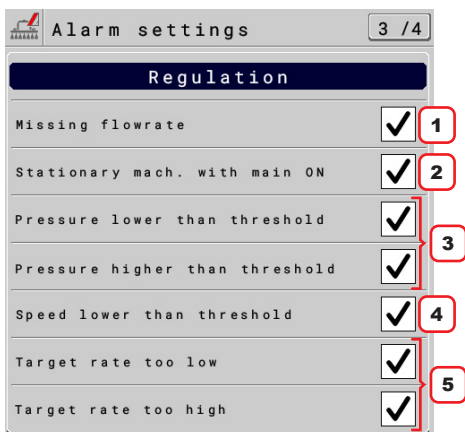 Alarm settings 3 /4
Regulation
Missing flowrate 1
Stationary mach. with main ON 2
Pressure lower than threshold
3
Pressure higher than threshold
Speed lower than threshold 4
Target rate too low
5
Target rate too high